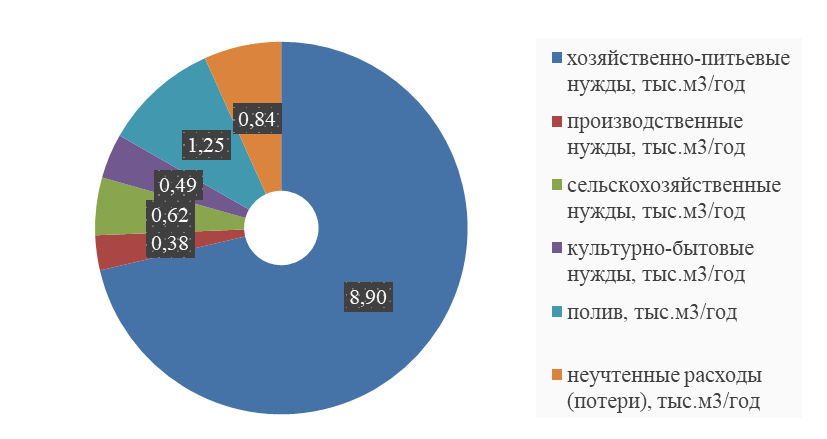 0,84
1,25
0,49
0,62
0,38
8,90
хозяйственно-питьевые
нужды, тыс.м3/год
производственные
нужды, тыс.м3/год
сельскохозяйственные
нужды, тыс.м3/год
культурно-бытовые
нужды, тыс.м3/год
полив, тыс.м3/год
неучтенные расходы
(потери), тыс.м3/год